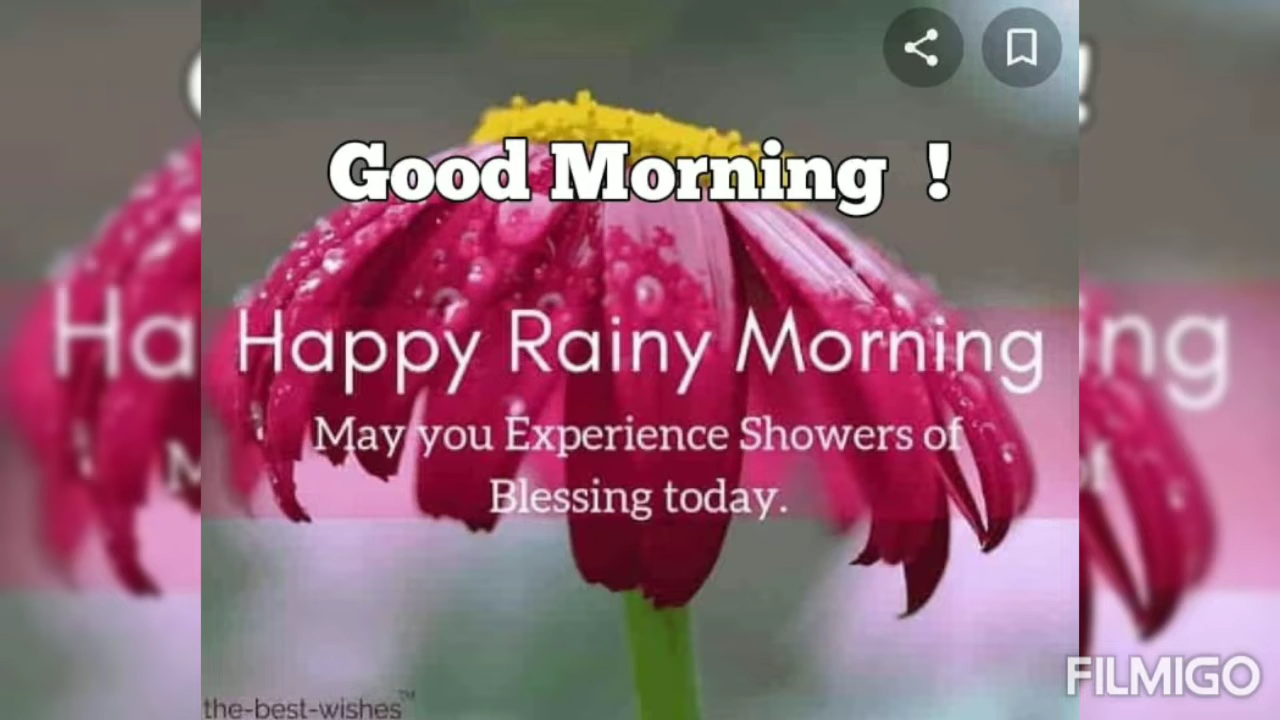 Good Morning !
Happy Rainy Morning
May you Experience Showers of
Blessing today.
the-best-wishes™
FILMIGO